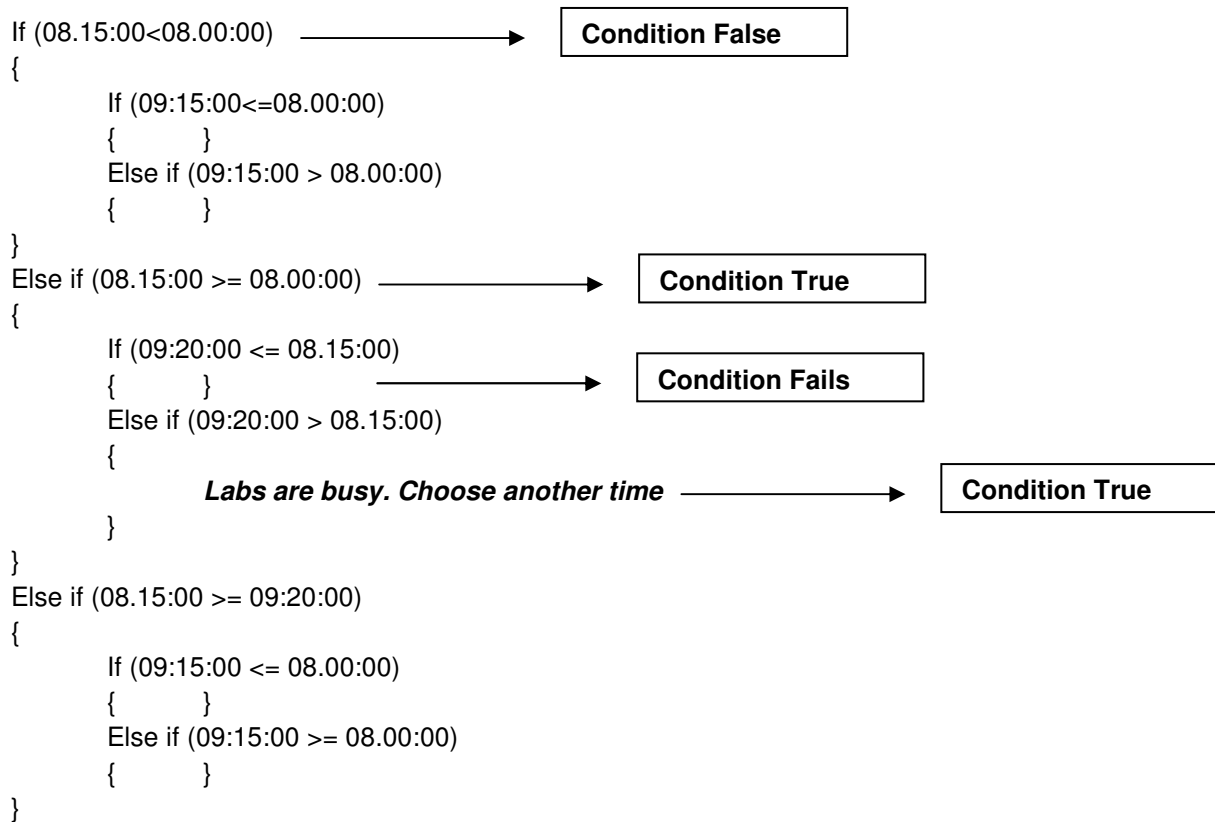 If (08.15:00<08.00:00) Condition False
{
If (09:15:00<=08.00:00)
{ }
Else if (09:15:00 > 08.00:00)
{ }
}
Else if (08.15:00 >= 08.00:00) Condition True
{
If (09:20:00 <= 08.15:00)
{ } Condition Fails
Else if (09:20:00 > 08.15:00)
{
Labs are busy. Choose another time Condition True
}
}
Else if (08.15:00 >= 09:20:00)
{
If (09:15:00 <= 08.00:00)
{ }
Else if (09:15:00 >= 08.00:00)
{ }
}